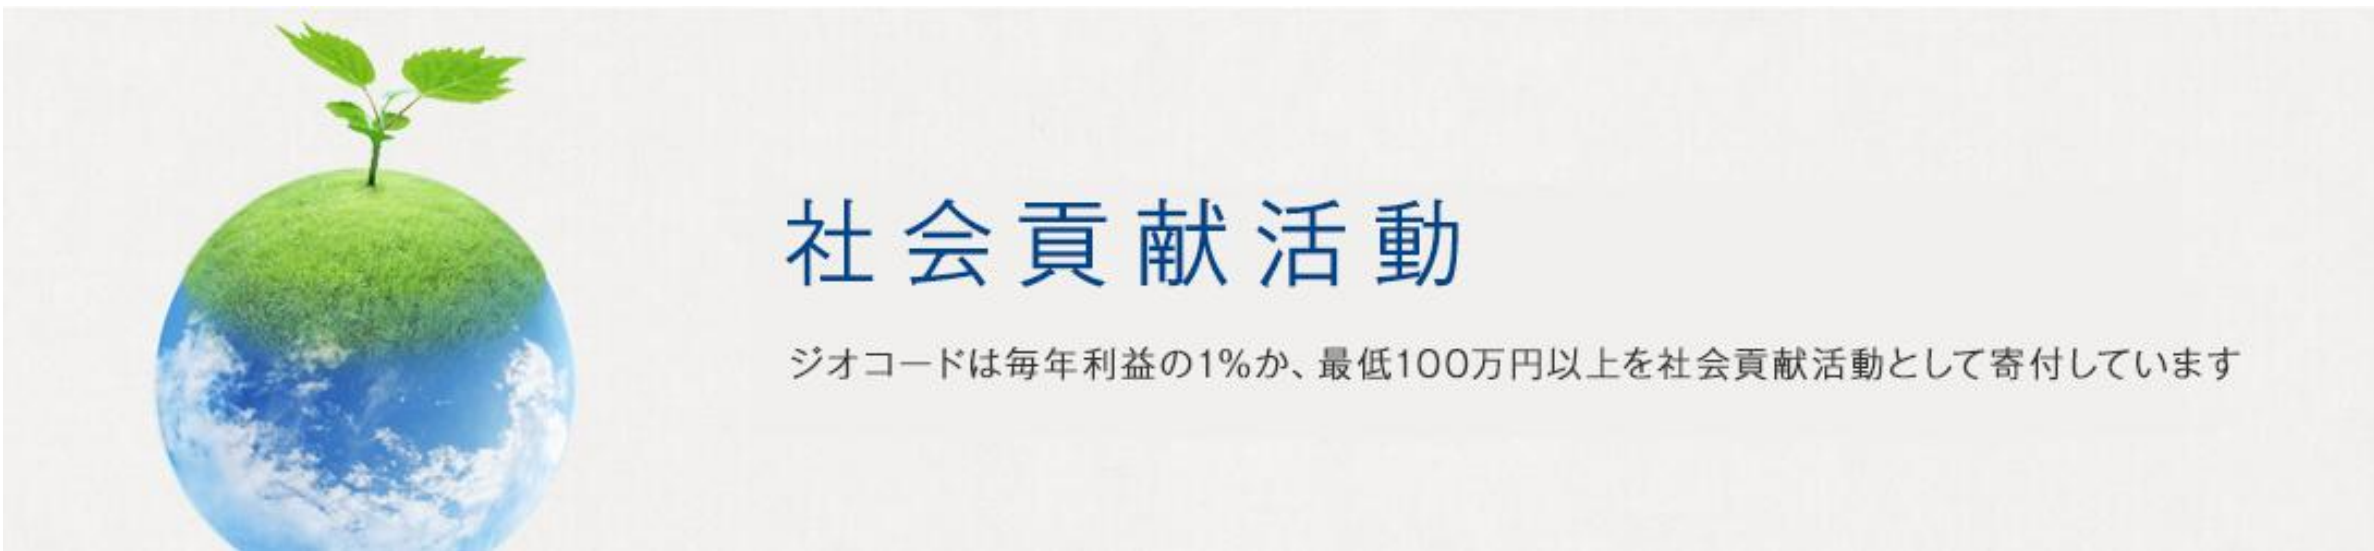 社会貢献活動
ジオコードは毎年利益の1%か、最低100万円以上を社会貢献活動として寄付しています